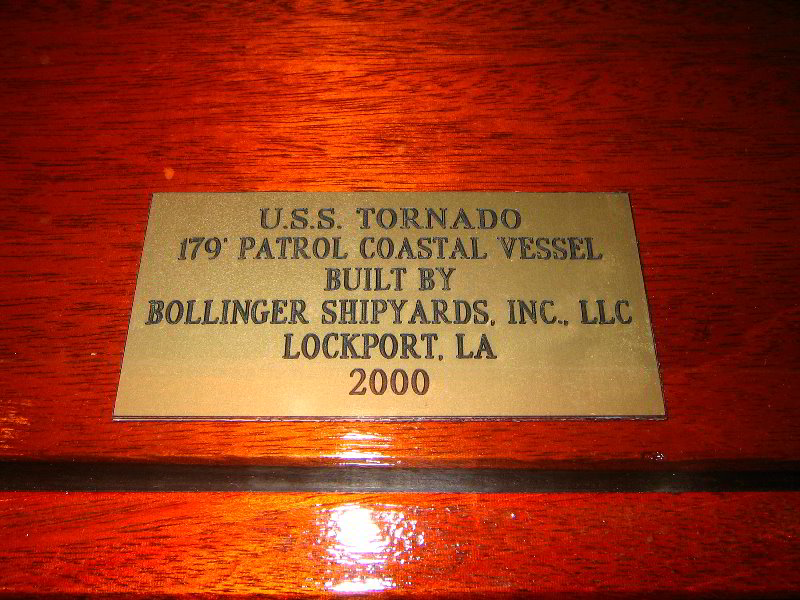 U.S.S. TORNADO
179' PATROL COASTAL VESSEL
BUILT BY
BOLLINGER SHIPYARDS, INC., LLC
LOCKPORT, LA
2000